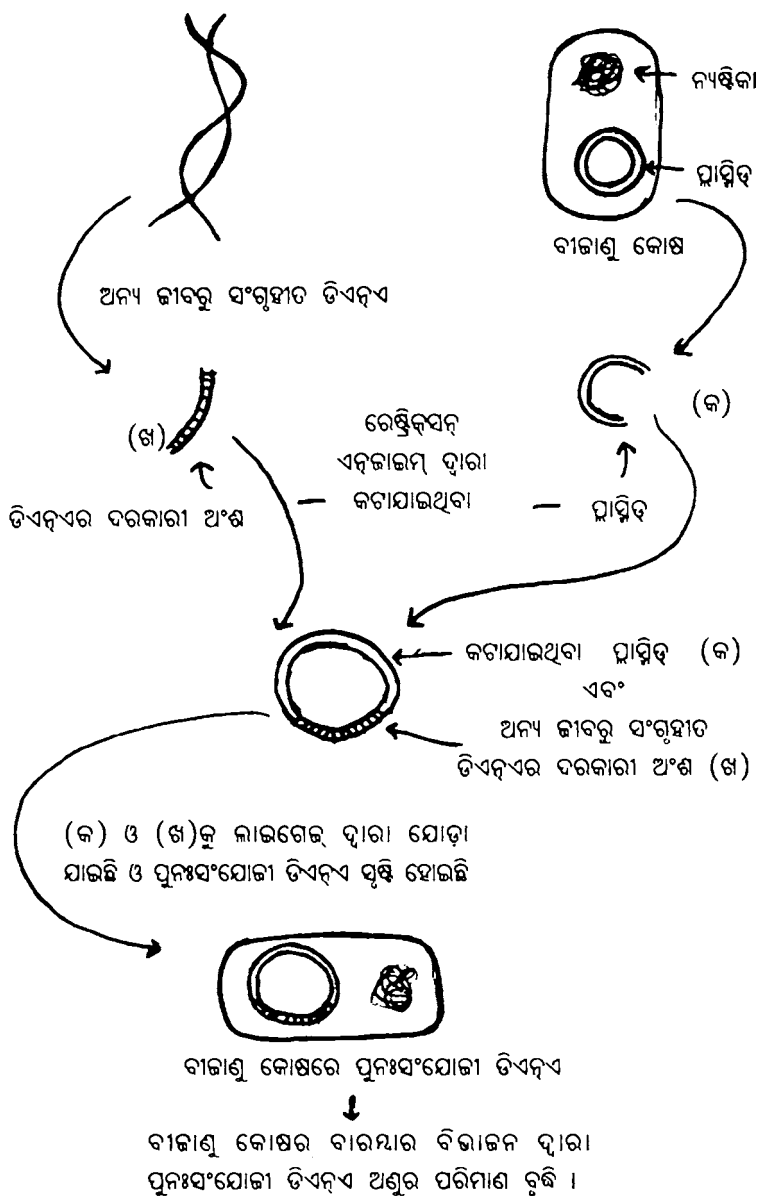 ନ୍ୟଷ୍ଟିକା
ପ୍ଲାସ୍ମିଡ୍
ବୀଜାଣୁ କୋଷ
ଅନ୍ୟ ଜୀବରୁ ସଂଗୃହୀତ ଡିଏନ୍ଏ
(ଖ)
ରେଷ୍ଟ୍ରିକ୍‌ସନ୍
ଏନ୍‌ଜାଇମ୍ ଦ୍ୱାରା
କଟାଯାଇଥିବା
(କ)
ଡିଏନ୍ଏର ଦରକାରୀ ଅଂଶ
ପ୍ଲାସ୍ମିଡ୍
କଟାଯାଇଥିବା ପ୍ଲାସ୍ମିଡ୍ (କ)
ଏବଂ
ଅନ୍ୟ ଜୀବରୁ ସଂଗୃହୀତ
ଡିଏନ୍ଏର ଦରକାରୀ ଅଂଶ (ଖ)
(କ) ଓ (ଖ)କୁ ଲାଇଗେଜ୍ ଦ୍ୱାରା ଯୋଡ଼ା
ଯାଇଛି ଓ ପୁନଃସଂଯୋଜୀ ଡିଏନ୍ଏ ସୃଷ୍ଟି ହୋଇଛି
ବୀଜାଣୁ କୋଷରେ ପୁନଃସଂଯୋଜୀ ଡିଏନ୍ଏ
ବୀଜାଣୁ କୋଷର ବାରମ୍ବାର ବିଭାଜନ ଦ୍ୱାରା
ପୁନଃସଂଯୋଜୀ ଡିଏନ୍ଏ ଅଣୁର ପରିମାଣ ବୃଦ୍ଧି ।